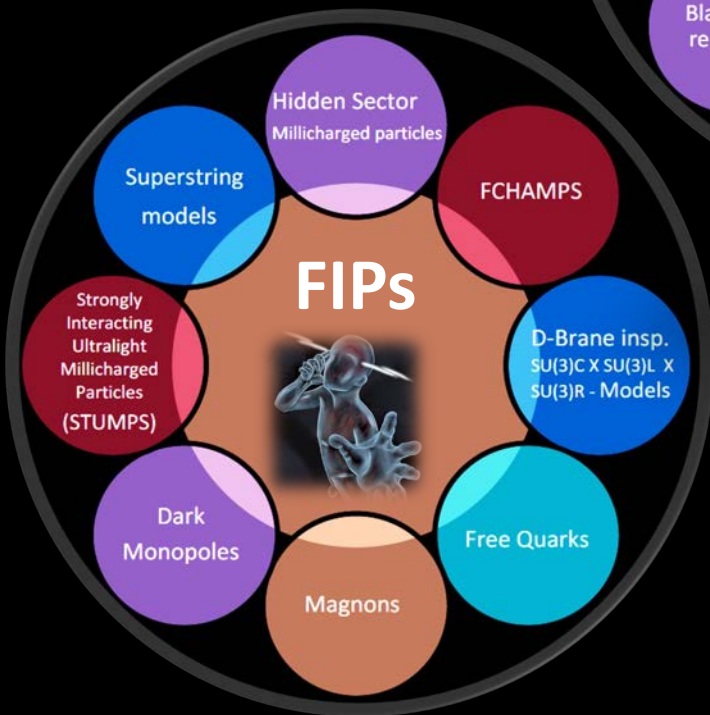 Hidden Sector
Millicharged particles
Superstring
models
FCHAMPS
FIPs
Strongly
Interacting
Ultralight
Millicharged
Particles
(STUMPS)
D-Brane insp.
SU(3)C X SU(3)L X
SU(3)R - Models
Dark
Monopoles
Free Quarks
Magnons